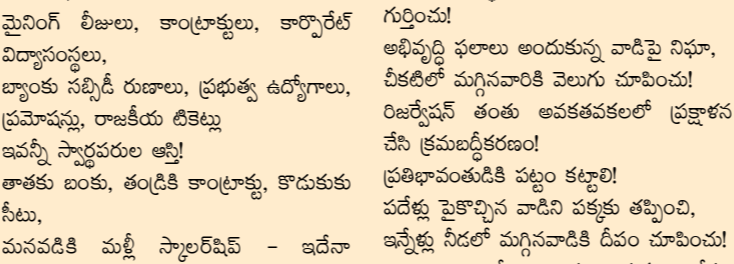 మైనింగ్ లీజులు, కాంట్రాక్టులు, కార్పొరేట్
విద్యాసంస్థలు,
బ్యాంకు సబ్సిడీ రుణాలు, ప్రభుత్వ ఉద్యోగాలు,
ప్రమోషన్లు, రాజకీయ టికెట్లు
ఇవన్నీ స్వార్థపరుల ఆస్తి!
తాతకు బంకు, తండ్రికి కాంట్రాక్టు, కొడుకుకు
సీటు,
మనవడికి మళ్లీ స్కాలర్‌షిప్ – ఇదేనా
గుర్తించు!
అభివృద్ధి ఫలాలు అందుకున్న వాడిపై నిఘా,
చీకటిలో మగ్గినవారికి వెలుగు చూపించు!
రిజర్వేషన్ తంతు అవకతవకలలో ప్రక్షాళన
చేసి క్రమబద్ధీకరణం!
ప్రతిభావంతుడికి పట్టం కట్టాలి!
పదేళ్లు పైకొచ్చిన వాడిని పక్కకు తప్పించి,
ఇన్నేళ్లు నీడలో మగ్గినవాడికి దీపం చూపించు!